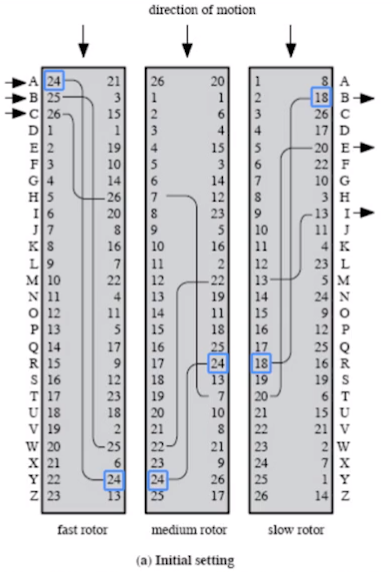 direction of motion
A 24 21 26 20 1 8 A
B 25 3 1 1 2 18 B
C 26 15 2 6 3 26 C
D 1 1 3 4 4 17 D
E 2 19 4 15 5 20 E
F 3 10 5 3 6 22 F
G 4 14 6 14 7 10 G
H 5 26 7 12 8 3 H
I 6 20 8 23 9 13 I
J 7 8 9 5 10 11 J
K 8 16 10 16 11 4 K
L 9 7 11 2 12 23 L
M 10 22 12 22 13 5 M
N 11 4 13 19 14 24 N
O 12 11 14 11 15 9 O
P 13 5 15 18 16 12 P
Q 14 17 16 25 17 25 Q
R 15 9 17 24 18 16 R
S 16 12 18 13 19 19 S
T 17 23 19 7 20 6 T
U 18 18 20 10 21 15 U
V 19 2 21 8 22 21 V
W 20 25 22 21 23 2 W
X 21 6 23 9 24 7 X
Y 22 24 24 26 25 1 Y
Z 23 13 25 17 26 14 Z
fast rotor medium rotor slow rotor
(a) Initial setting